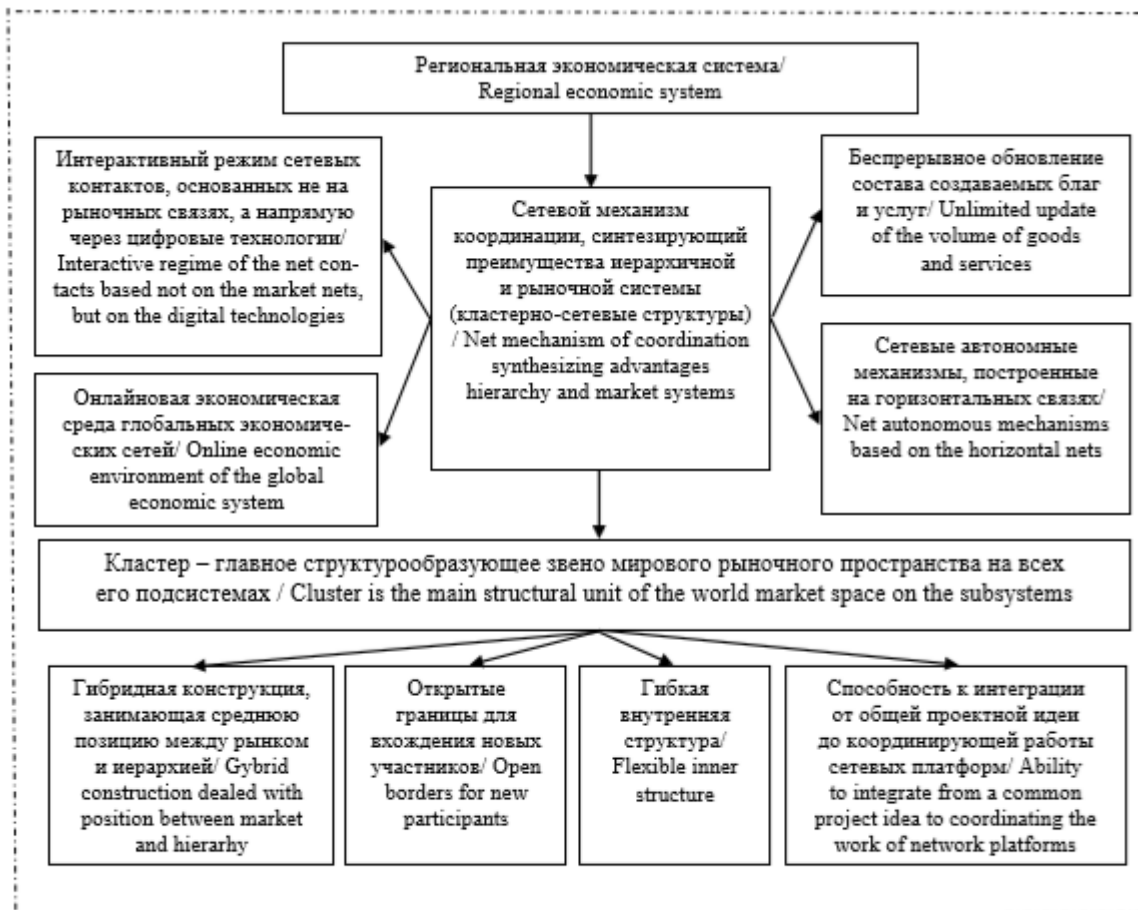 Региональная экономическая система/
Regional economic system
Интерактивный режим сетевых
контактов, основанных не на
рыночных связях, а напрямую
через цифровые технологии/
Interactive regime of the net con-
tacts based not on the market nets,
but on the digital technologies
Онлайновая экономическая
среда глобальных экономиче-
ских сетей/ Online economic
environment of the global
economic system
Сетевой механизм
координации, синтезирующий
преимущества иерархичной
и рыночной системы
(кластерно-сетевые структуры)
/ Net mechanism of coordination
synthesizing advantages
hierarchy and market systems
Беспрерывное обновление
состава создаваемых благ
и услуг/ Unlimited update
of the volume of goods
and services
Сетевые автономные
механизмы, построенные
на горизонтальных связях/
Net autonomous mechanisms
based on the horizontal nets
Кластер – главное структурообразующее звено мирового рыночного пространства на всех
его подсистемах / Cluster is the main structural unit of the world market space on the subsystems
Гибридная конструкция,
занимающая среднюю
позицию между рынком
и иерархией/ Gybrid
construction dealed with
position between market
and hierarhy
Открытые
границы для
вхождения новых
участников/ Open
borders for new
participants
Гибкая
внутренняя
структура/
Flexible inner
structure
Способность к интеграции
от общей проектной идеи
до координирующей работы
сетевых платформ/ Ability
to integrate from a common
project idea to coordinating the
work of network platforms